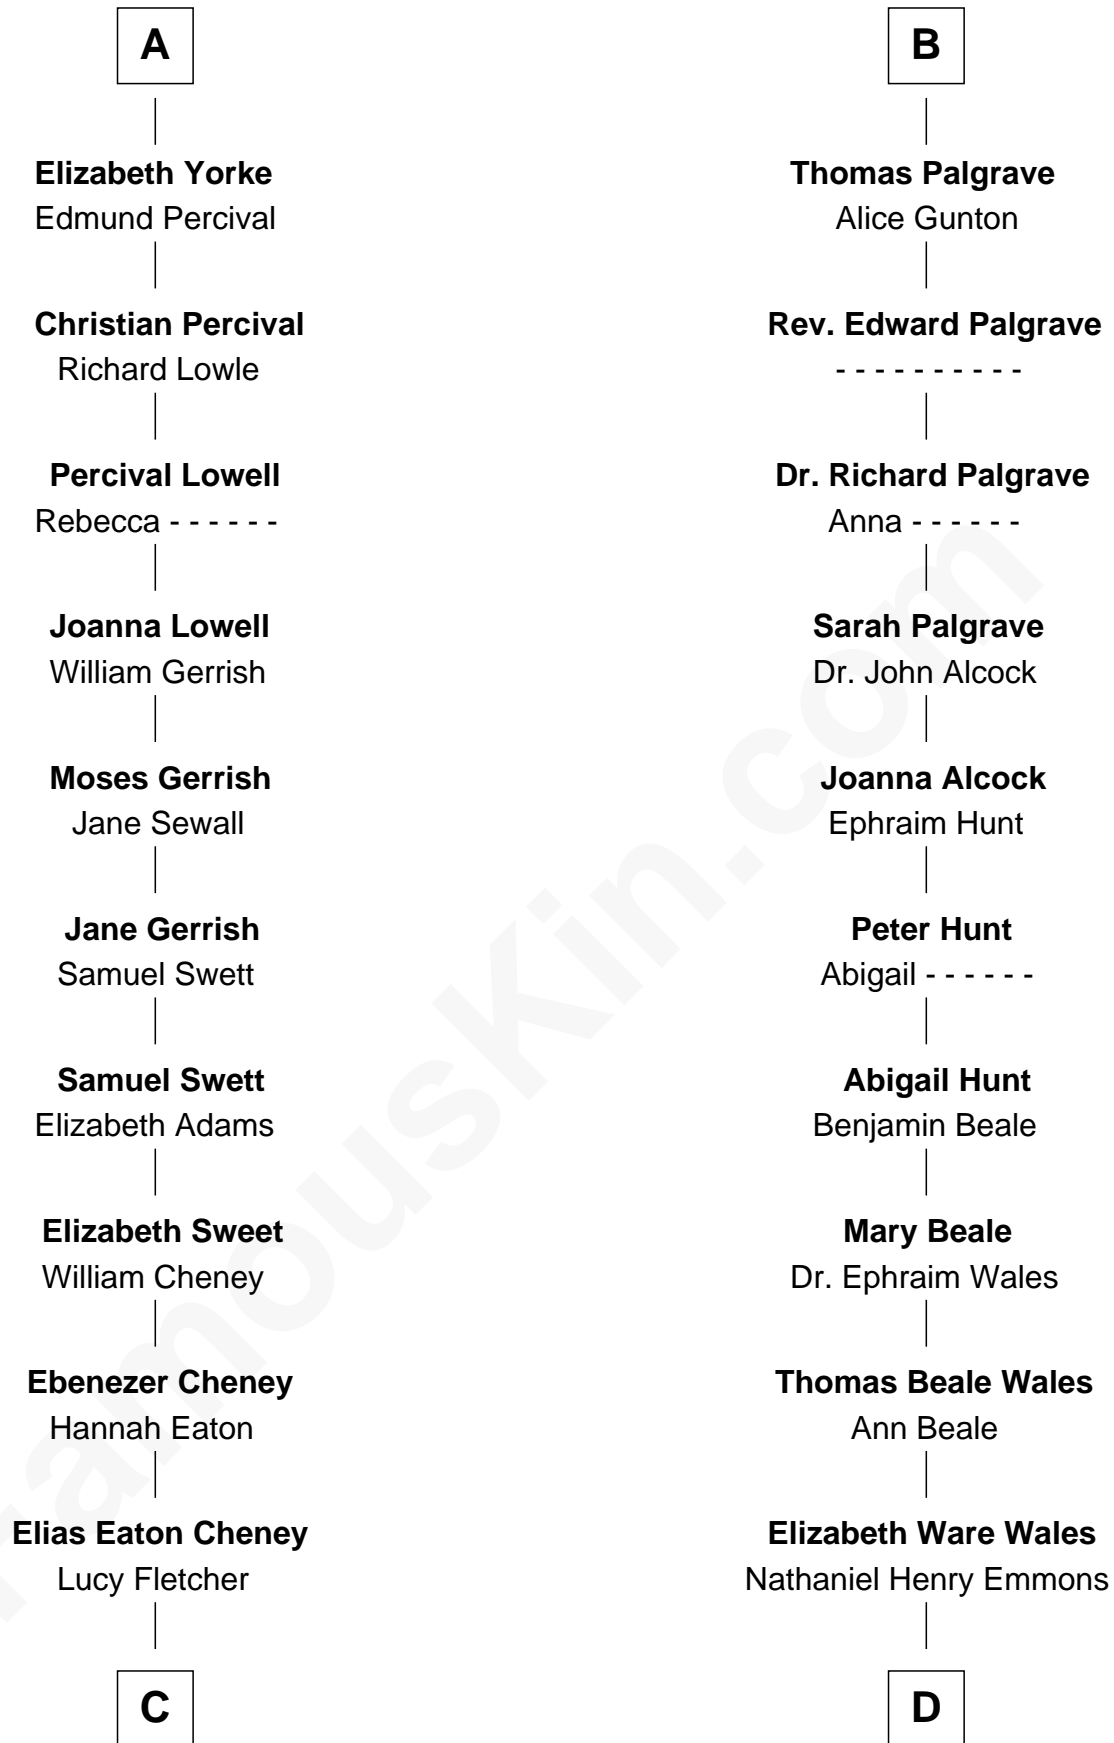 A
Elizabeth Yorke
Edmund Percival
Christian Percival
Richard Lowle
Percival Lowell
Rebecca - - - - - -
Joanna Lowell
William Gerrish
Moses Gerrish
Jane Sewall
Jane Gerrish
Samuel Swett
Samuel Swett
Elizabeth Adams
Elizabeth Sweet
William Cheney
Ebenezer Cheney
Hannah Eaton
Elias Eaton Cheney
Lucy Fletcher
C
B
Thomas Palgrave
Alice Gunton
Rev. Edward Palgrave
- - - - - - - - - -
Dr. Richard Palgrave
Anna - - - - - -
Sarah Palgrave
Dr. John Alcock
Joanna Alcock
Ephraim Hunt
Peter Hunt
Abigail - - - - - -
Abigail Hunt
Benjamin Beale
Mary Beale
Dr. Ephraim Wales
Thomas Beale Wales
Ann Beale
Elizabeth Ware Wales
Nathaniel Henry Emmons
D
FamousKin.com